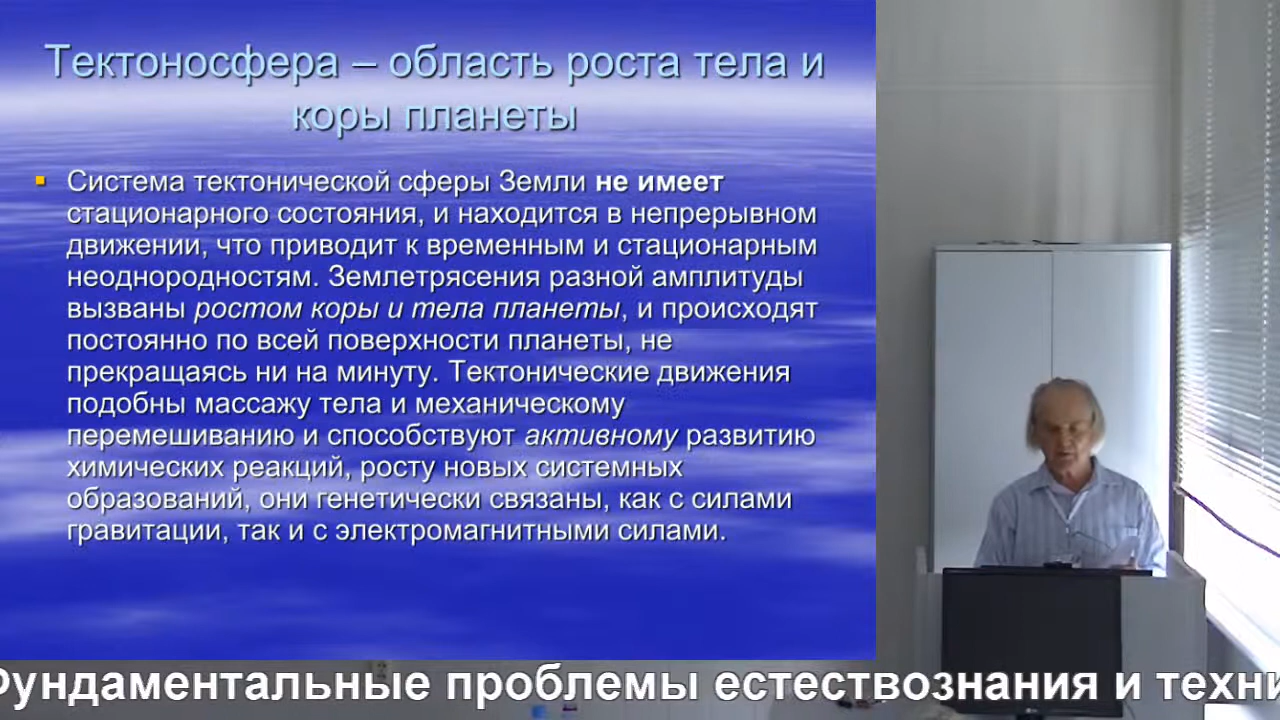 Тектоносфера – область роста тела и
коры планеты
Система тектонической сферы Земли не имеет
стационарного состояния, и находится в непрерывном
движении, что приводит к временным и стационарным
неоднородностям. Землетрясения разной амплитуды
вызваны ростом коры и тела планеты, и происходят
постоянно по всей поверхности планеты, не
прекращаясь ни на минуту. Тектонические движения
подобны массажу тела и механическому
перемешиванию и способствуют активному развитию
химических реакций, росту новых системных
образований, они генетически связаны, как с силами
гравитации, так и с электромагнитными силами.
Фундаментальные проблемы естествознания и техни